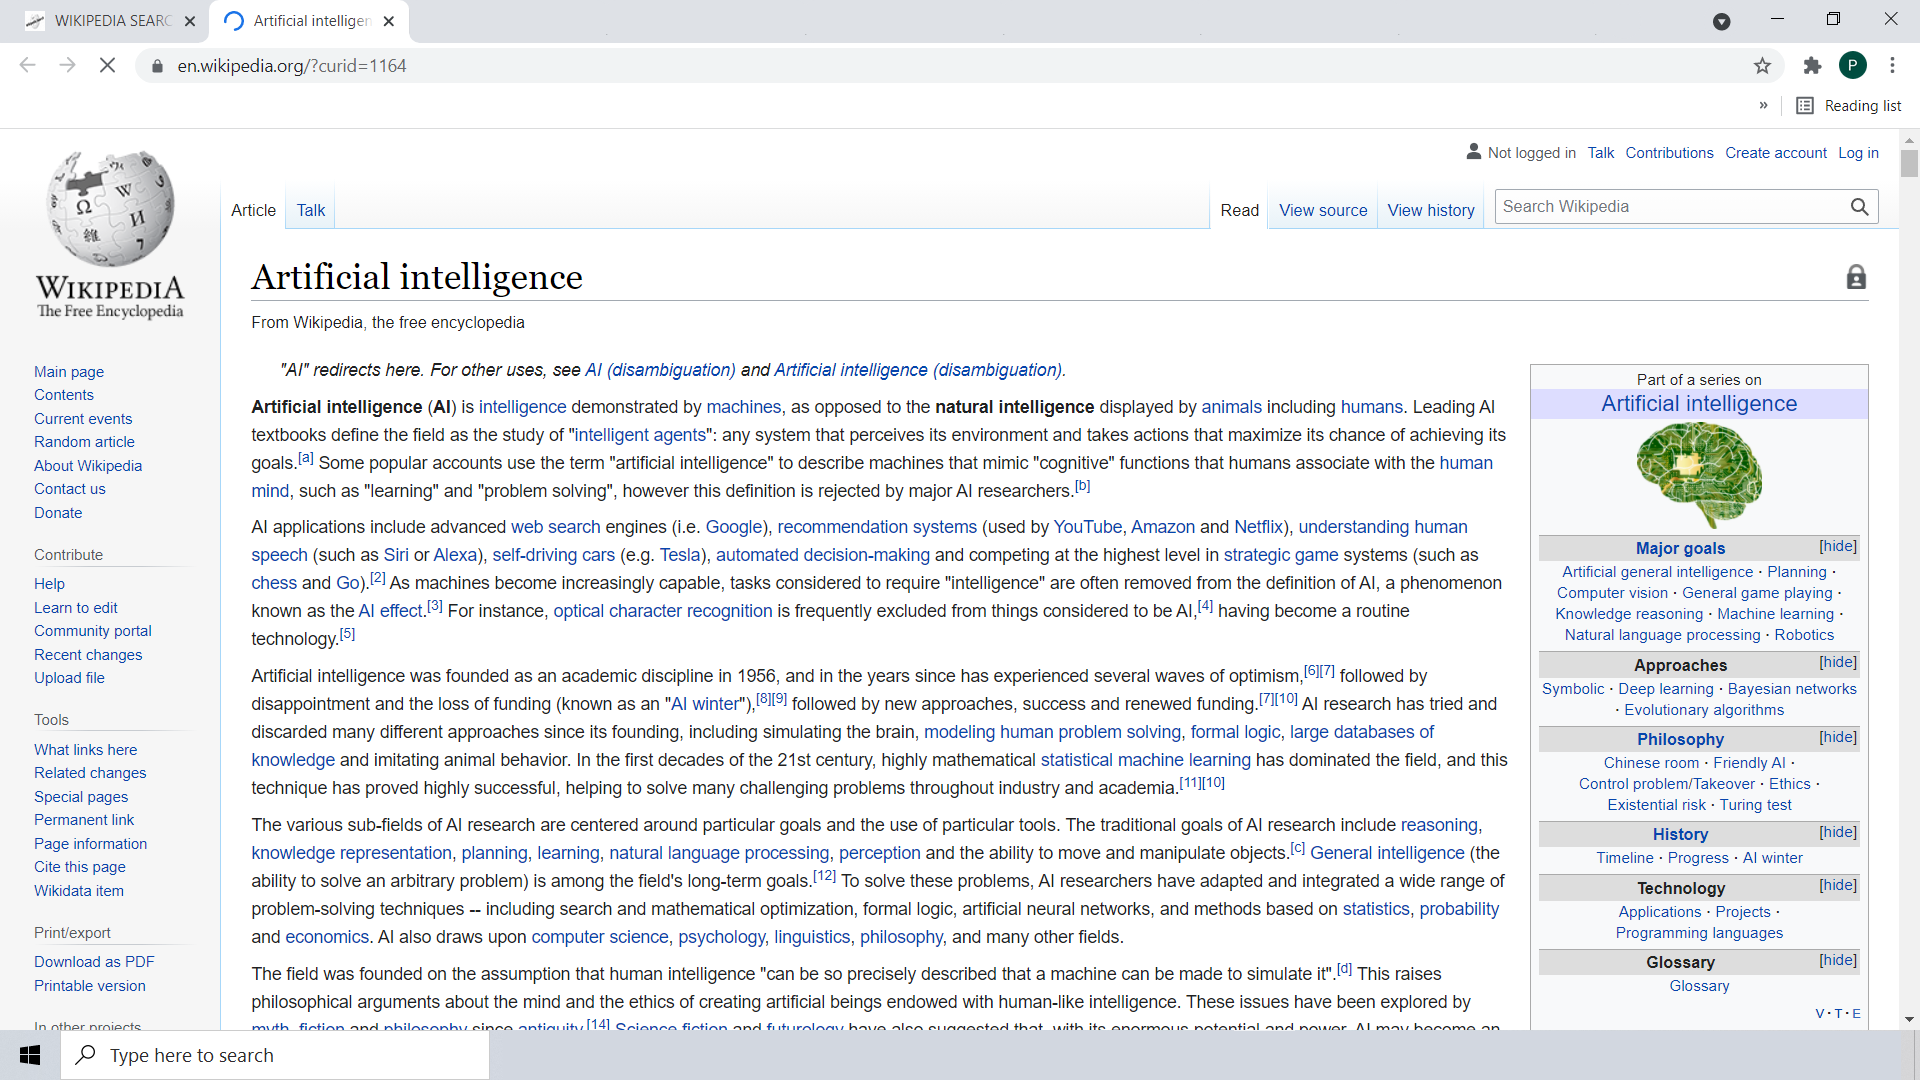 WIKIPEDIA SEARC
Artificial intelligen
en.wikipedia.org/?curid=1164
P
»
Reading list
Not logged in Talk Contributions Create account Log in
Article Talk
Read View source View history
Search Wikipedia
WIKIPEDIA
The Free Encyclopedia
Main page
Contents
Current events
Random article
About Wikipedia
Contact us
Donate
Contribute
Help
Learn to edit
Community portal
Recent changes
Upload file
Tools
What links here
Related changes
Special pages
Permanent link
Page information
Cite this page
Wikidata item
Print/export
Download as PDF
Printable version
In other projects
Artificial intelligence
From Wikipedia, the free encyclopedia
"AI" redirects here. For other uses, see AI (disambiguation) and Artificial intelligence (disambiguation).
Artificial intelligence (AI) is intelligence demonstrated by machines, as opposed to the natural intelligence displayed by animals including humans. Leading AI
textbooks define the field as the study of "intelligent agents": any system that perceives its environment and takes actions that maximize its chance of achieving its
goals.[a] Some popular accounts use the term "artificial intelligence" to describe machines that mimic "cognitive" functions that humans associate with the human
mind, such as "learning" and "problem solving", however this definition is rejected by major AI researchers.[b]
AI applications include advanced web search engines (i.e. Google), recommendation systems (used by YouTube, Amazon and Netflix), understanding human
speech (such as Siri or Alexa), self-driving cars (e.g. Tesla), automated decision-making and competing at the highest level in strategic game systems (such as
chess and Go).[2] As machines become increasingly capable, tasks considered to require "intelligence" are often removed from the definition of AI, a phenomenon
known as the AI effect.[3] For instance, optical character recognition is frequently excluded from things considered to be AI,[4] having become a routine
technology.[5]
Artificial intelligence was founded as an academic discipline in 1956, and in the years since has experienced several waves of optimism,[6][7] followed by
disappointment and the loss of funding (known as an "AI winter"),[8][9] followed by new approaches, success and renewed funding.[7][10] AI research has tried and
discarded many different approaches since its founding, including simulating the brain, modeling human problem solving, formal logic, large databases of
knowledge and imitating animal behavior. In the first decades of the 21st century, highly mathematical statistical machine learning has dominated the field, and this
technique has proved highly successful, helping to solve many challenging problems throughout industry and academia.[11][10]
The various sub-fields of AI research are centered around particular goals and the use of particular tools. The traditional goals of AI research include reasoning,
knowledge representation, planning, learning, natural language processing, perception and the ability to move and manipulate objects.[c] General intelligence (the
ability to solve an arbitrary problem) is among the field's long-term goals.[12] To solve these problems, AI researchers have adapted and integrated a wide range of
problem-solving techniques -- including search and mathematical optimization, formal logic, artificial neural networks, and methods based on statistics, probability
and economics. AI also draws upon computer science, psychology, linguistics, philosophy, and many other fields.
The field was founded on the assumption that human intelligence "can be so precisely described that a machine can be made to simulate it".[d] This raises
philosophical arguments about the mind and the ethics of creating artificial beings endowed with human-like intelligence. These issues have been explored by
myth, fiction and philosophy since antiquity.[14] Science fiction and futurology have also suggested that, with its enormous potential and power, AI may become an
Part of a series on
Artificial intelligence
Major goals [hide]
Artificial general intelligence · Planning ·
Computer vision · General game playing ·
Knowledge reasoning · Machine learning ·
Natural language processing · Robotics
Approaches [hide]
Symbolic · Deep learning · Bayesian networks
· Evolutionary algorithms
Philosophy [hide]
Chinese room · Friendly AI ·
Control problem/Takeover · Ethics ·
Existential risk · Turing test
History [hide]
Timeline · Progress · AI winter
Technology [hide]
Applications · Projects ·
Programming languages
Glossary [hide]
Glossary
V · T · E
Type here to search